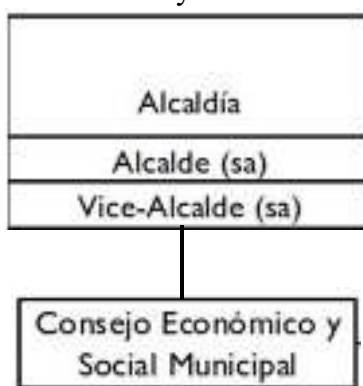 Alcaldía
Alcalde (sa)
Vice-Alcalde (sa)
Consejo Económico y
Social Municipal